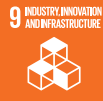 9 INDUSTRY, INNOVATION
AND INFRASTRUCTURE